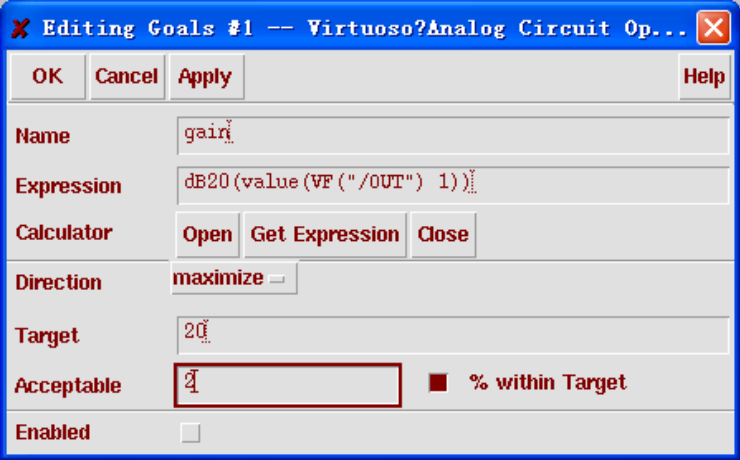 Editing Goals #1 -- Virtuoso?Analog Circuit Op...
OK Cancel Apply Help
Name gain
Expression dB20(value(VF("/OUT") 1))
Calculator Open Get Expression Close
Direction maximize
Target 20
Acceptable 2 % within Target
Enabled